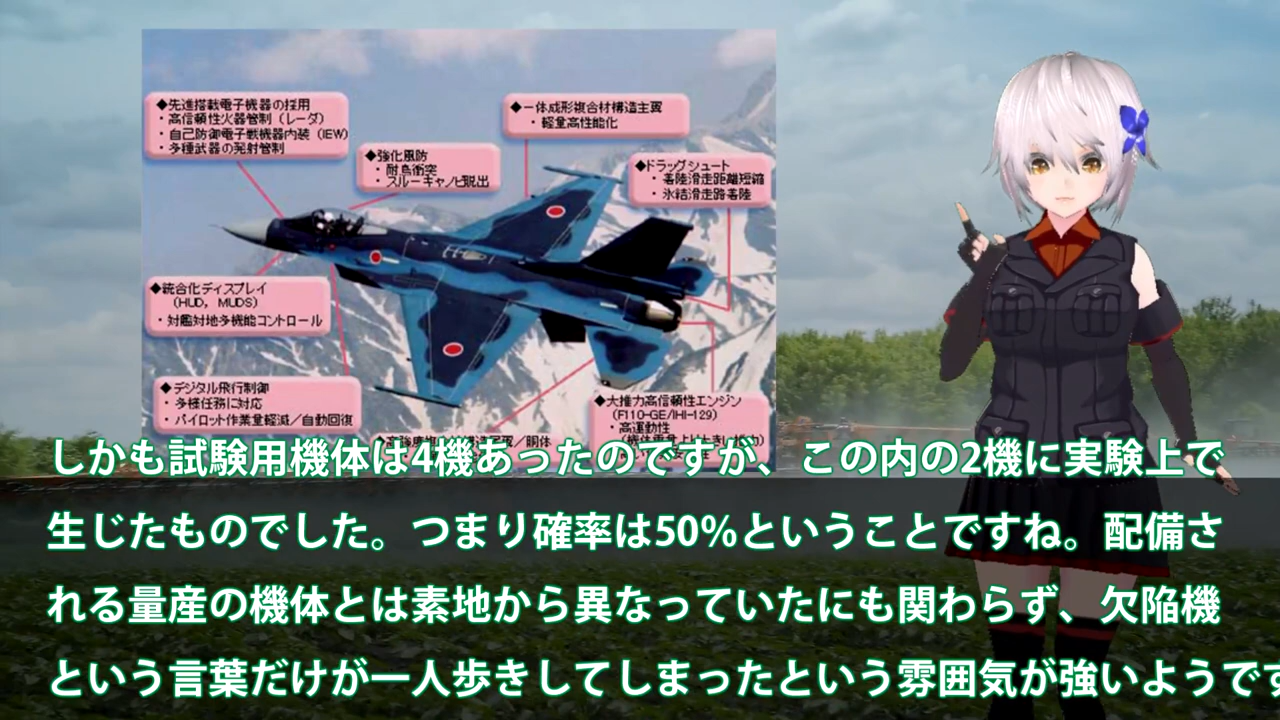 ◆先進搭載電子機器の採用
・高信頼性火器管制（レーダ）
・自己防御電子戦機器内装（IEW）
・多種武器の発射管制
◆強化風防
・耐鳥衝突
・スルーキャノピ脱出
◆一体成形複合材構造主翼
・軽量高性能化
◆ドラッグシュート
・着陸滑走距離短縮
・氷結滑走路着陸
◆統合化ディスプレイ
（HUD，MUDS）
・対艦対地多機能コントロール
◆デジタル飛行制御
・多様任務に対応
・パイロット作業量軽減／自動回復
◆大推力高信頼性エンジン
（F110-GE/IHI-129）
・高運動性
しかも試験用機体は4機あったのですが、この内の2機に実験上で
生じたものでした。つまり確率は50%ということですね。配備さ
れる量産の機体とは素地から異なっていたにも関わらず、欠陥機
という言葉だけが一人歩きしてしまったという雰囲気が強いようです